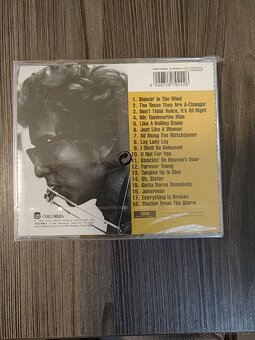 1. Blowin' In The Wind
2. The Times They Are A-Changin'
3. Don't Think Twice, It's All Right
4. Mr. Tambourine Man
5. Like A Rolling Stone
6. Just Like A Woman
7. All Along The Watchtower
8. Lay Lady Lay
9. I Shall Be Released
10. If Not For You
11. Knockin' On Heaven's Door
12. Forever Young
13. Tangled Up In Blue
14. Oh, Sister
15. Gotta Serve Somebody
16. Jokerman
17. Everything Is Broken
18. Shelter From The Storm
COLUMBIA